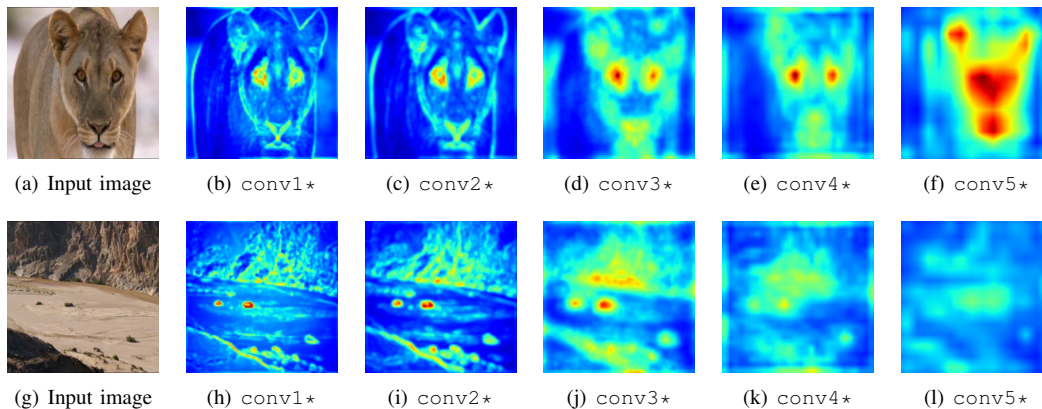 (a) Input image (b) conv1* (c) conv2* (d) conv3* (e) conv4* (f) conv5*
(g) Input image (h) conv1* (i) conv2* (j) conv3* (k) conv4* (l) conv5*